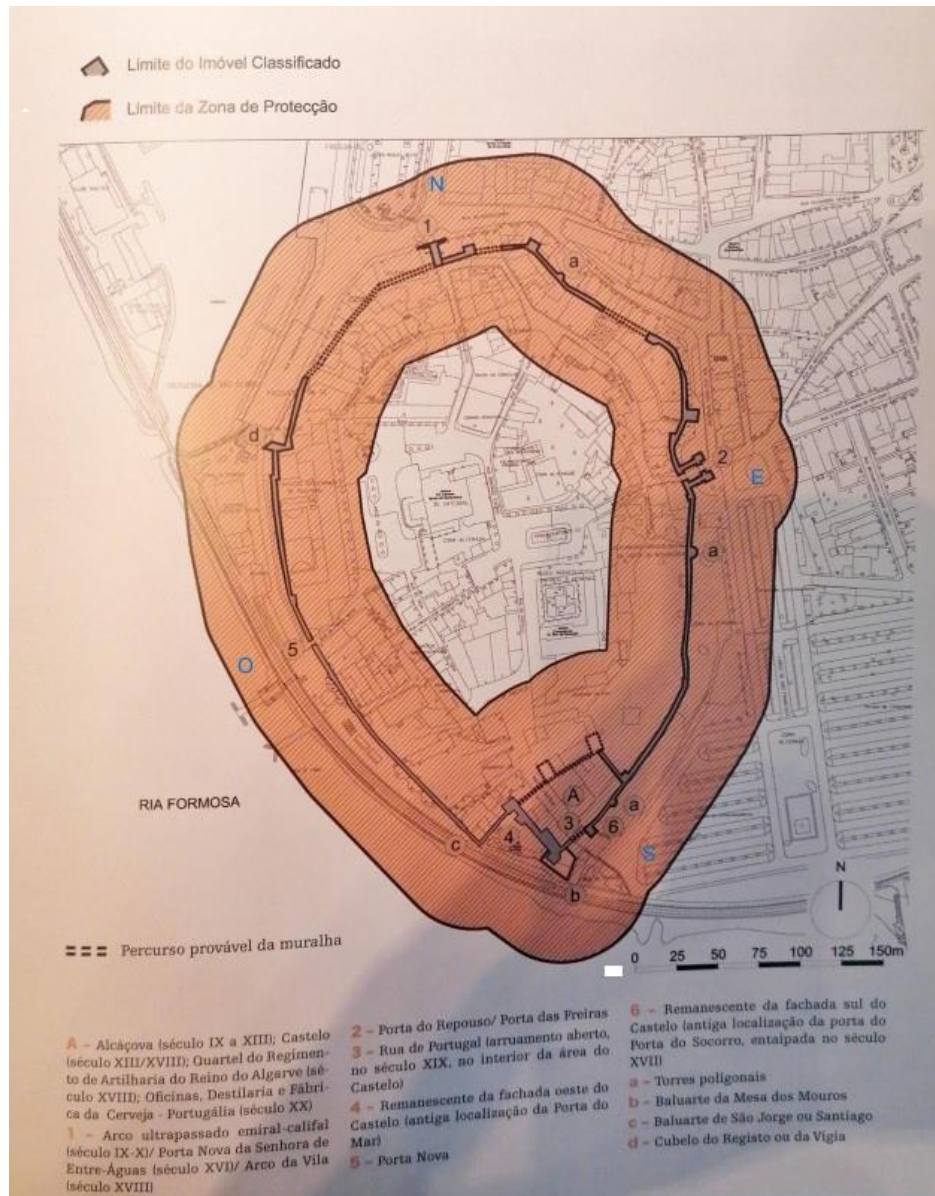 Limite do Imóvel Classificado
Limite da Zona de Protecção
N
1
a
d
2
E
a
5
O
A
a
RIA FORMOSA
3
6
4
c
S
b
N
Percurso provável da muralha
0 25 50 75 100 125 150m
A - Alcáçova (século IX a XIII); Castelo
(século XIII/XVIII); Quartel do Regimen-
to de Artilharia do Reino do Algarve (sé-
culo XVIII); Oficinas, Destilaria e Fábri-
ca da Cerveja - Portugália (século XX)
1 - Arco ultrapassado emiral-califal
(século IX-X)/ Porta Nova da Senhora de
Entre-Águas (século XVI)/ Arco da Vila
(século XVIII)
2 - Porta do Repouso/ Porta das Freiras
3 - Rua de Portugal (arruamento aberto,
no século XIX, no interior da área do
Castelo)
4 - Remanescente da fachada oeste do
Castelo (antiga localização da Porta do
Mar)
5 - Porta Nova
6 - Remanescente da fachada sul do
Castelo (antiga localização da porta do
Porta do Socorro, entaipada no século
XVII)
a - Torres poligonais
b - Baluarte da Mesa dos Mouros
c - Baluarte de São Jorge ou Santiago
d - Cubelo do Registo ou da Vigia